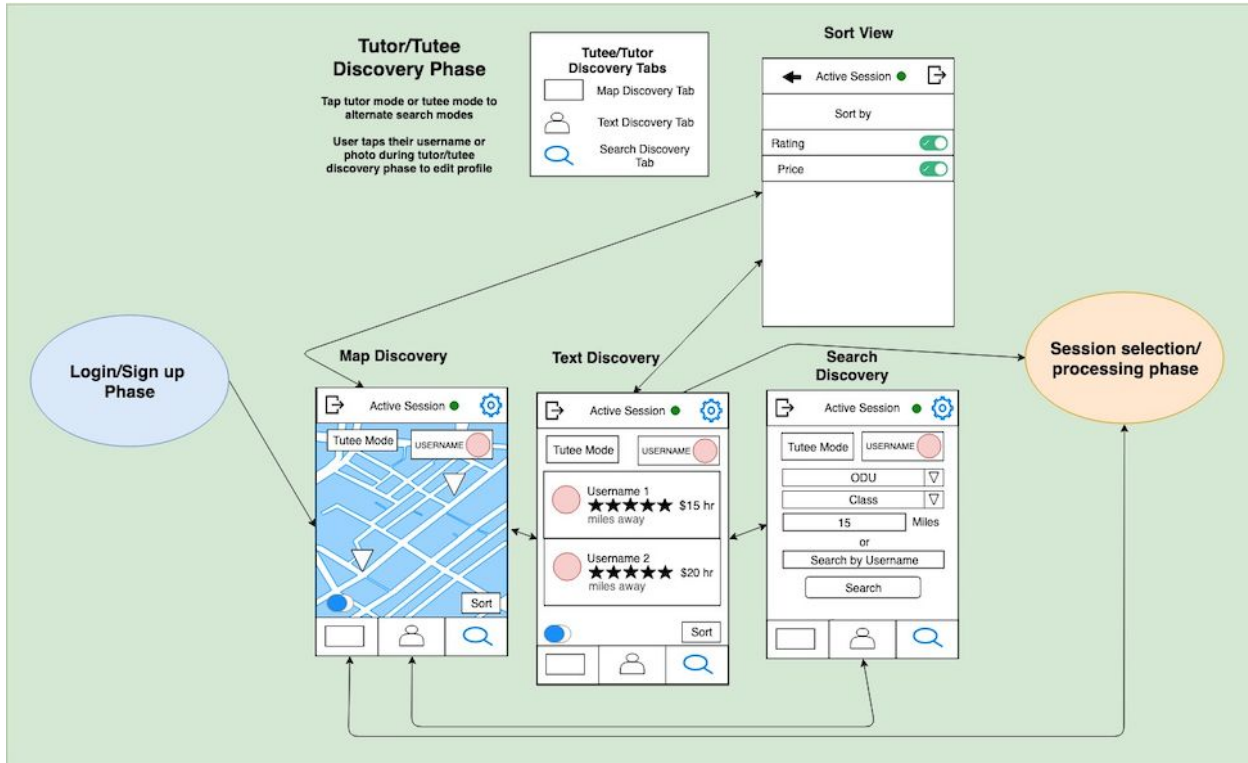 Tutor/Tutee
Discovery Phase
Tap tutor mode or tutee mode to
alternate search modes
User taps their username or
photo during tutor/tutee
discovery phase to edit profile
Tutee/Tutor
Discovery Tabs
Map Discovery Tab
Text Discovery Tab
Search Discovery
Tab
Sort View
Active Session
Sort by
Rating
Price
Login/Sign up
Phase
Map Discovery
Active Session
Tutee Mode
USERNAME
Sort
Text Discovery
Active Session
Tutee Mode
USERNAME
Username 1
$15 hr
miles away
Username 2
$20 hr
miles away
Sort
Search
Discovery
Active Session
Tutee Mode
USERNAME
ODU
Class
15 Miles
or
Search by Username
Search
Session selection/
processing phase